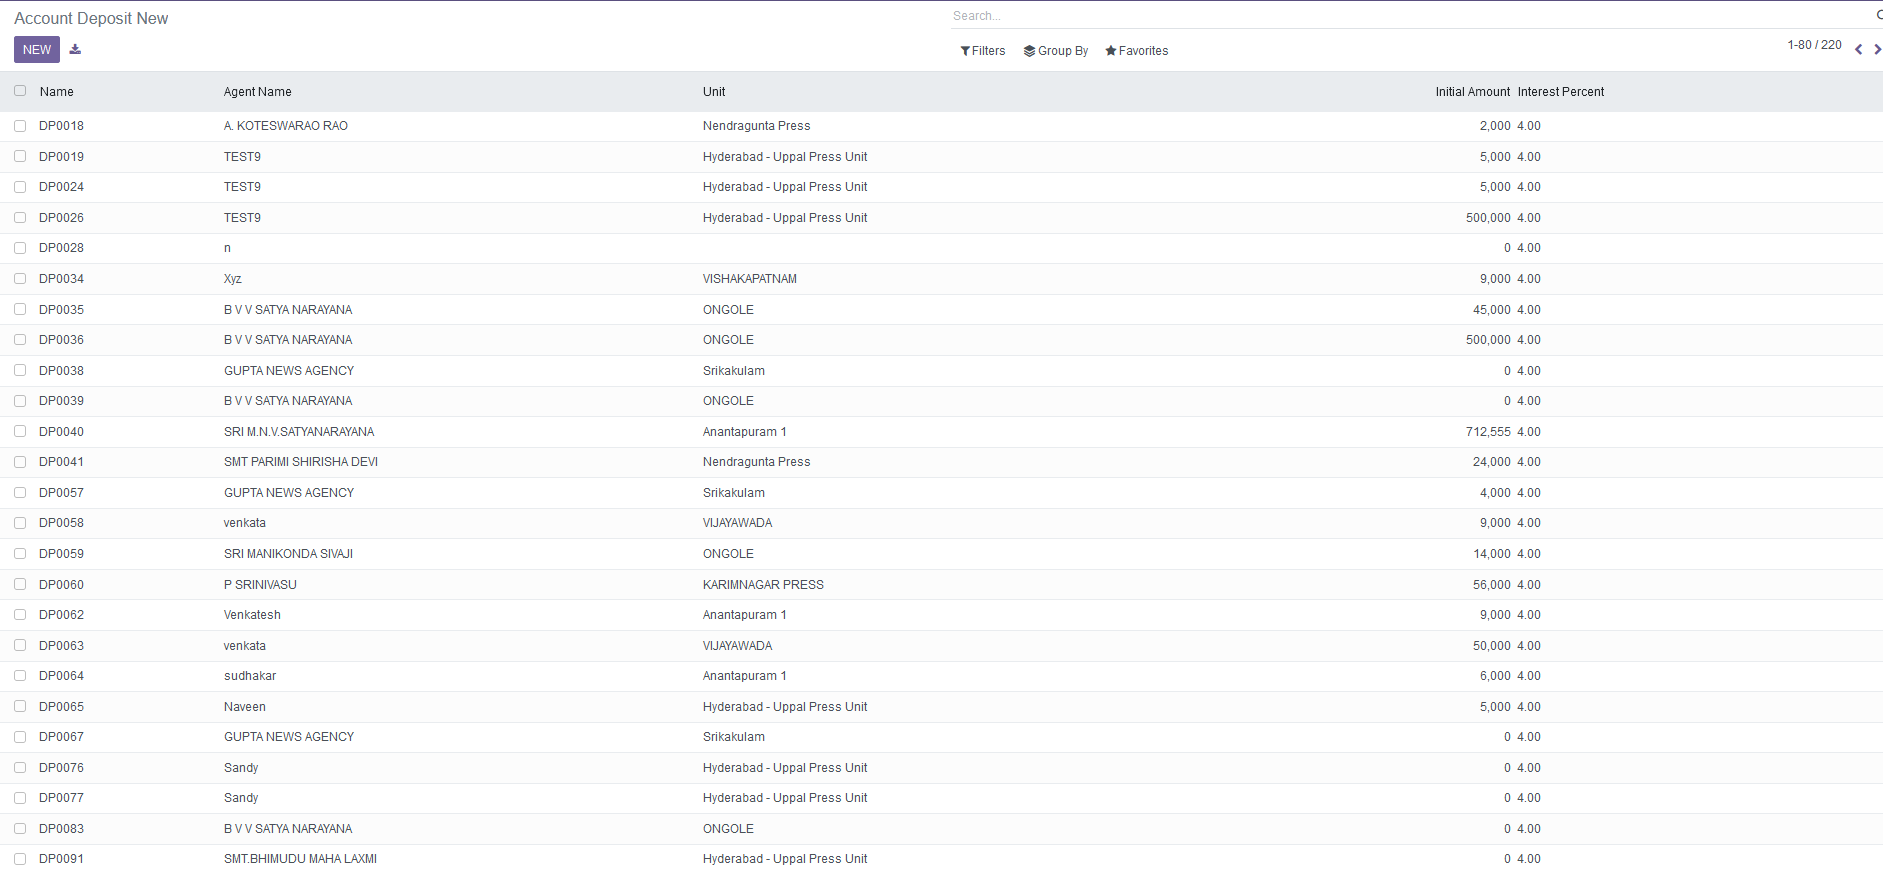 Account Deposit New
Search...
NEW
Filters Group By Favorites 1-80 / 220
Name Agent Name Unit Initial Amount Interest Percent
DP0018 A. KOTESWARAO RAO Nendragunta Press 2,000 4.00
DP0019 TEST9 Hyderabad - Uppal Press Unit 5,000 4.00
DP0024 TEST9 Hyderabad - Uppal Press Unit 5,000 4.00
DP0026 TEST9 Hyderabad - Uppal Press Unit 500,000 4.00
DP0028 n 0 4.00
DP0034 Xyz VISHAKAPATNAM 9,000 4.00
DP0035 B V V SATYA NARAYANA ONGOLE 45,000 4.00
DP0036 B V V SATYA NARAYANA ONGOLE 500,000 4.00
DP0038 GUPTA NEWS AGENCY Srikakulam 0 4.00
DP0039 B V V SATYA NARAYANA ONGOLE 0 4.00
DP0040 SRI M.N.V.SATYANARAYANA Anantapuram 1 712,555 4.00
DP0041 SMT PARIMI SHIRISHA DEVI Nendragunta Press 24,000 4.00
DP0057 GUPTA NEWS AGENCY Srikakulam 4,000 4.00
DP0058 venkata VIJAYAWADA 9,000 4.00
DP0059 SRI MANIKONDA SIVAJI ONGOLE 14,000 4.00
DP0060 P SRINIVASU KARIMNAGAR PRESS 56,000 4.00
DP0062 Venkatesh Anantapuram 1 9,000 4.00
DP0063 venkata VIJAYAWADA 50,000 4.00
DP0064 sudhakar Anantapuram 1 6,000 4.00
DP0065 Naveen Hyderabad - Uppal Press Unit 5,000 4.00
DP0067 GUPTA NEWS AGENCY Srikakulam 0 4.00
DP0076 Sandy Hyderabad - Uppal Press Unit 0 4.00
DP0077 Sandy Hyderabad - Uppal Press Unit 0 4.00
DP0083 B V V SATYA NARAYANA ONGOLE 0 4.00
DP0091 SMT.BHIMUDU MAHA LAXMI Hyderabad - Uppal Press Unit 0 4.00